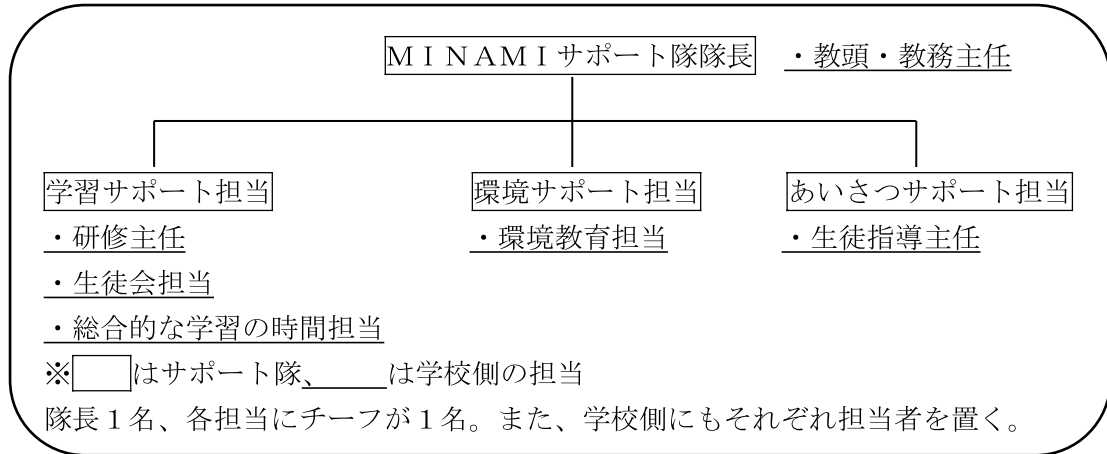 ＭＩＮＡＭＩサポート隊隊長　・教頭・教務主任
学習サポート担当　環境サポート担当　あいさつサポート担当
・研修主任　・環境教育担当　・生徒指導主任
・生徒会担当
・総合的な学習の時間担当
※　はサポート隊、　は学校側の担当
隊長１名、各担当にチーフが１名。また、学校側にもそれぞれ担当者を置く。